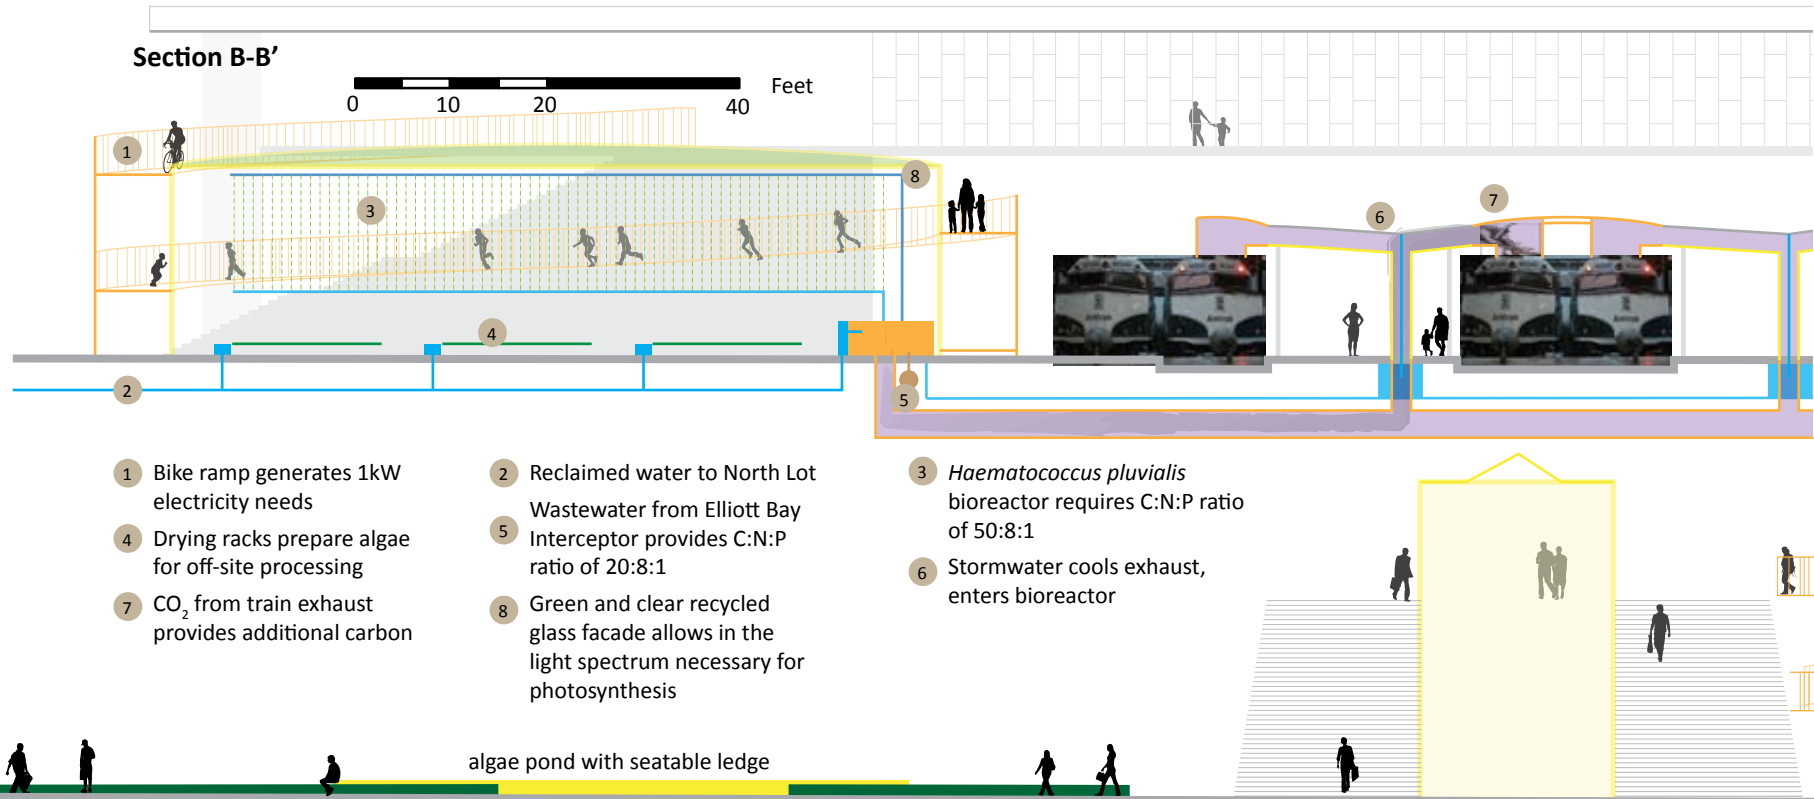 Section B-B’
Feet
0 10 20 40
1
8
3
6
7
4
2
5
1 Bike ramp generates 1kW
electricity needs
4 Drying racks prepare algae
for off-site processing
7 CO₂ from train exhaust
provides additional carbon
2 Reclaimed water to North Lot
5 Wastewater from Elliott Bay
Interceptor provides C:N:P
ratio of 20:8:1
8 Green and clear recycled
glass facade allows in the
light spectrum necessary for
photosynthesis
3 Haematococcus pluvialis
bioreactor requires C:N:P ratio
of 50:8:1
6 Stormwater cools exhaust,
enters bioreactor
algae pond with seatable ledge